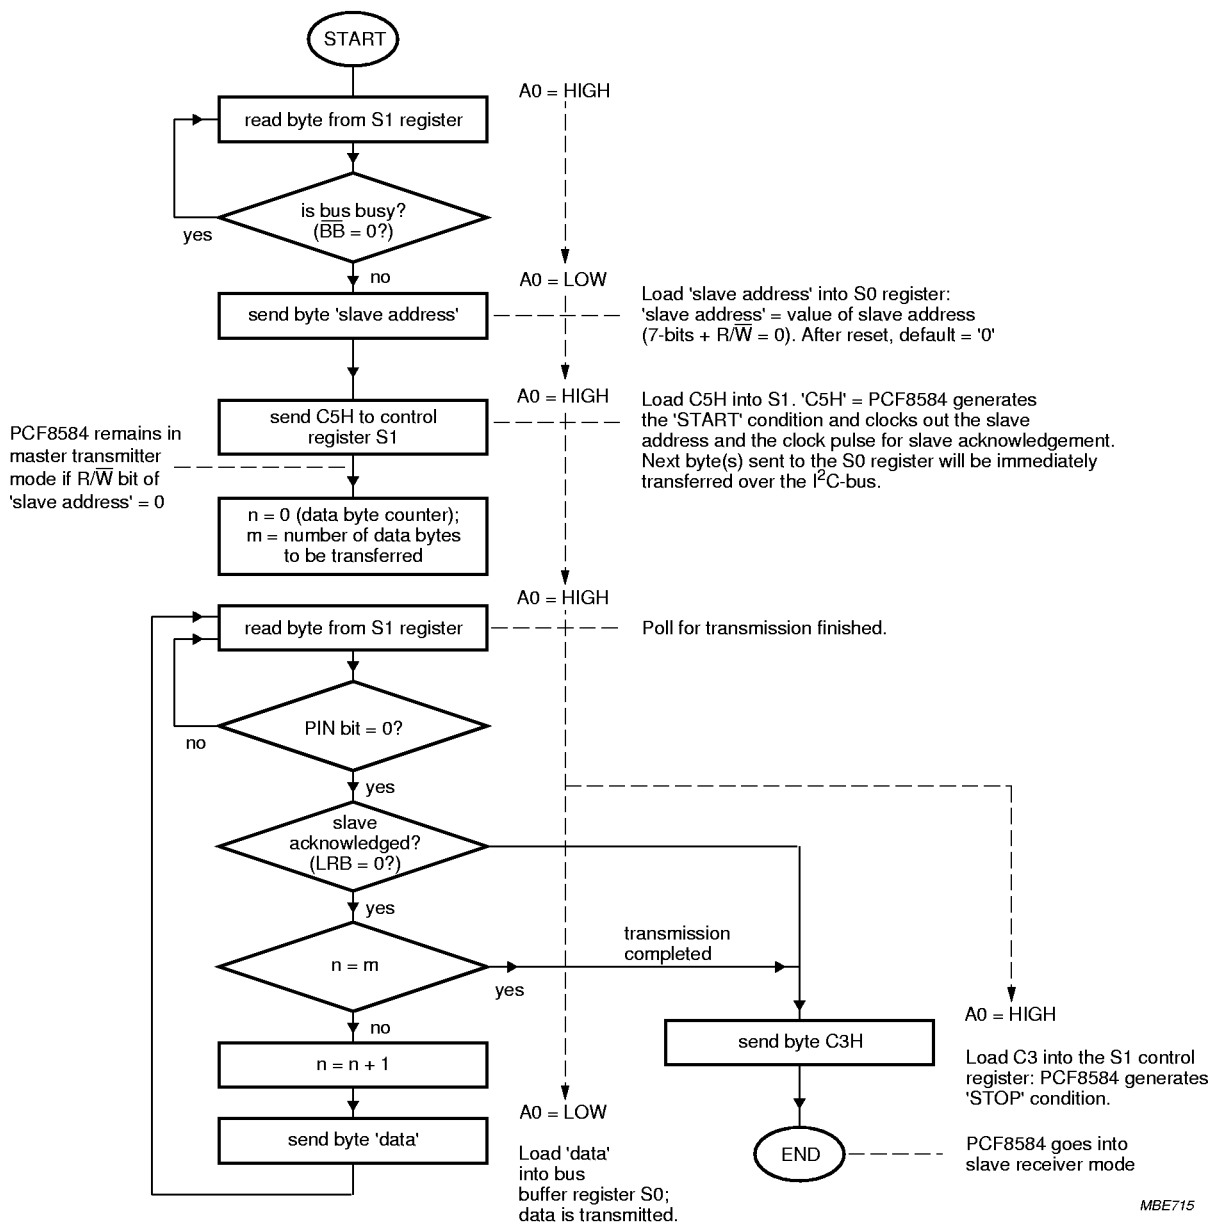 START
A0 = HIGH
read byte from S1 register
is bus busy?
(B̅B̅ = 0?)
yes
no
A0 = LOW
send byte 'slave address'
Load 'slave address' into S0 register:
'slave address' = value of slave address
(7-bits + R/W̅ = 0). After reset, default = '0'
A0 = HIGH
send C5H to control
register S1
Load C5H into S1. 'C5H' = PCF8584 generates
the 'START' condition and clocks out the slave
address and the clock pulse for slave acknowledgement.
Next byte(s) sent to the S0 register will be immediately
transferred over the I²C-bus.
PCF8584 remains in
master transmitter
mode if R/W̅ bit of
'slave address' = 0
n = 0 (data byte counter);
m = number of data bytes
to be transferred
A0 = HIGH
read byte from S1 register
Poll for transmission finished.
PIN bit = 0?
no
yes
slave
acknowledged?
(LRB = 0?)
yes
n = m
yes
transmission
completed
no
n = n + 1
send byte 'data'
A0 = LOW
Load 'data'
into bus
buffer register S0;
data is transmitted.
A0 = HIGH
send byte C3H
Load C3 into the S1 control
register: PCF8584 generates
'STOP' condition.
END
PCF8584 goes into
slave receiver mode
MBE715